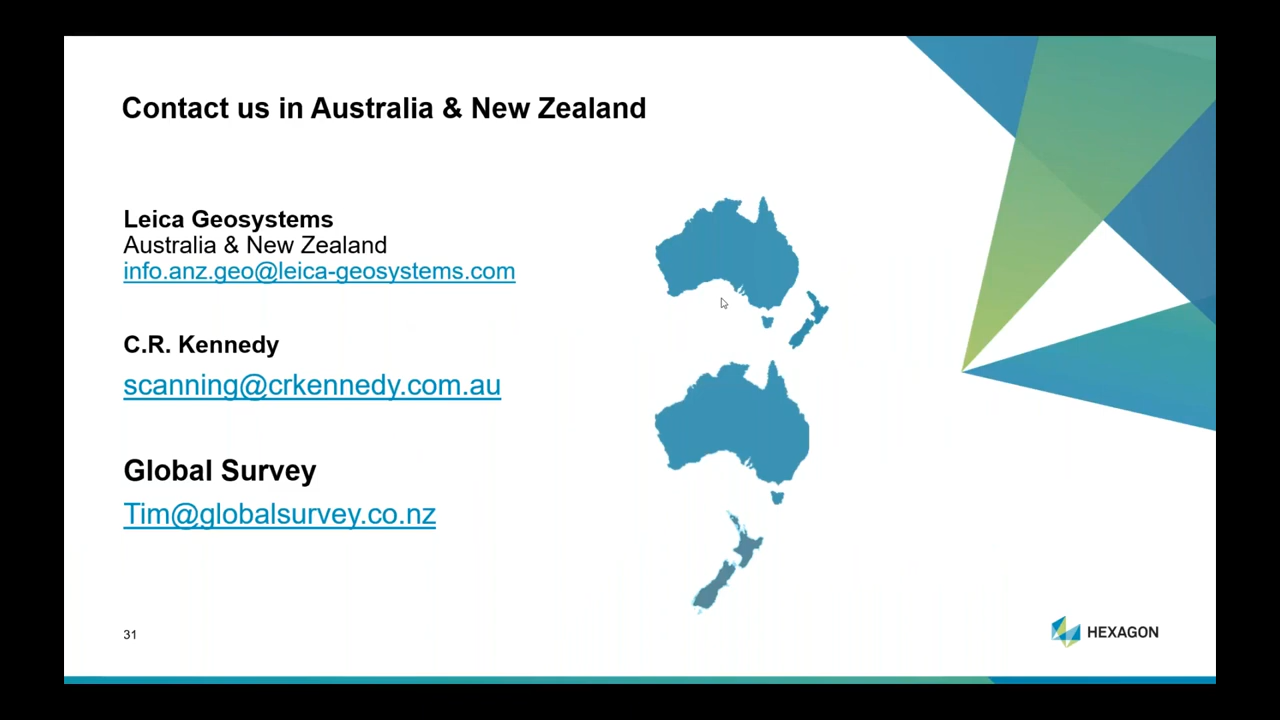 Contact us in Australia & New Zealand
Leica Geosystems
Australia & New Zealand
info.anz.geo@leica-geosystems.com
C.R. Kennedy
scanning@crkennedy.com.au
Global Survey
Tim@globalsurvey.co.nz
31
HEXAGON